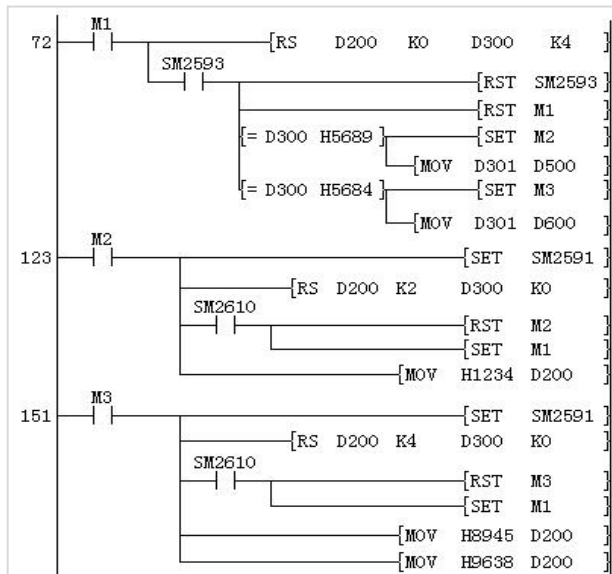 M1
72 [RS D200 K0 D300 K4 ]
SM2593
[RST SM2593]
[RST M1 ]
[= D300 H5689 ] [SET M2 ]
[MOV D301 D500 ]
[= D300 H5684 ] [SET M3 ]
[MOV D301 D600 ]
M2
123 [SET SM2591 ]
[RS D200 K2 D300 K0 ]
SM2610
[RST M2 ]
[SET M1 ]
[MOV H1234 D200 ]
M3
151 [SET SM2591 ]
[RS D200 K4 D300 K0 ]
SM2610
[RST M3 ]
[SET M1 ]
[MOV H8945 D200 ]
[MOV H9638 D200 ]